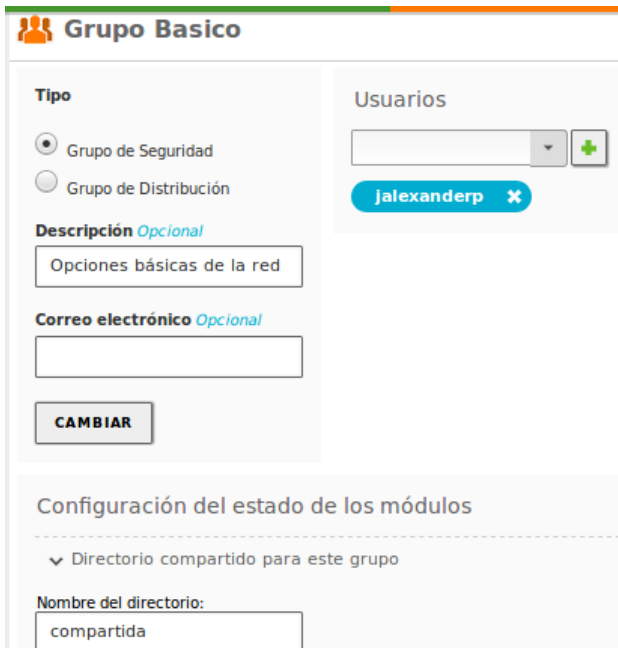 Grupo Basico
Tipo
Grupo de Seguridad
Grupo de Distribución
Descripción Opcional
Opciones básicas de la red
Correo electrónico Opcional
CAMBIAR
Usuarios
jalexanderp
Configuración del estado de los módulos
Directorio compartido para este grupo
Nombre del directorio:
compartida